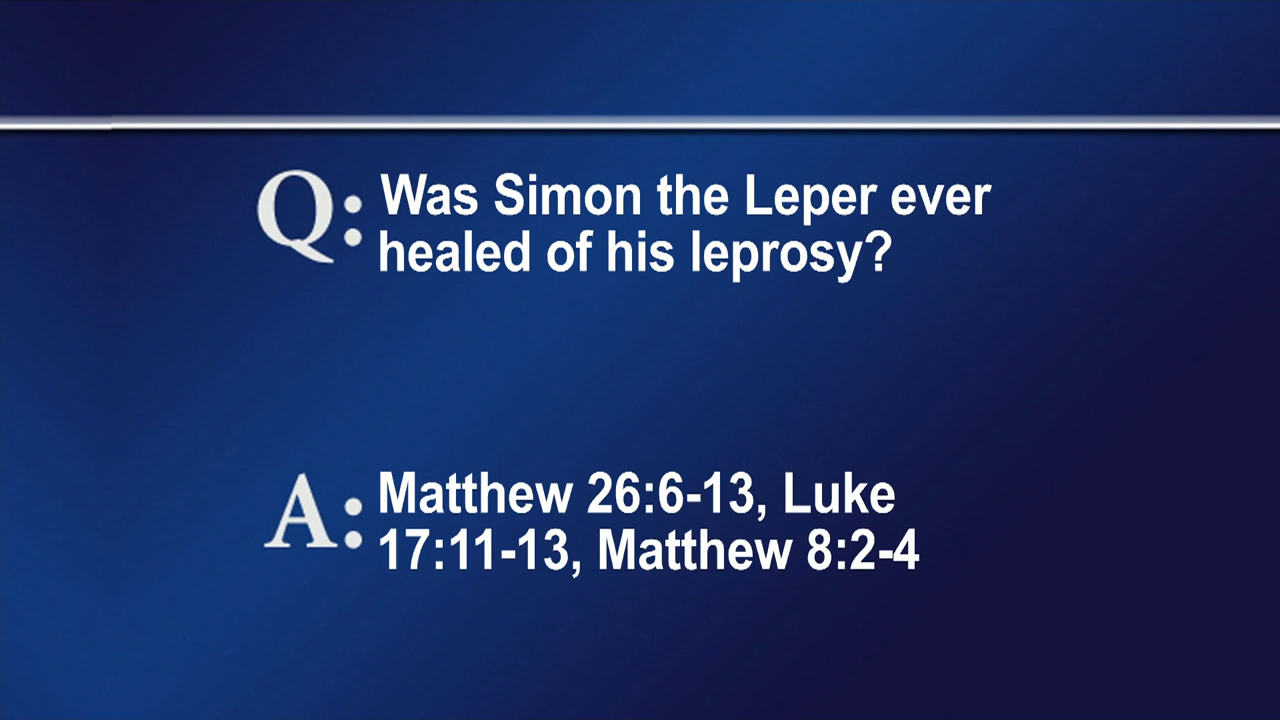 Q: Was Simon the Leper ever
healed of his leprosy?
A: Matthew 26:6-13, Luke
17:11-13, Matthew 8:2-4